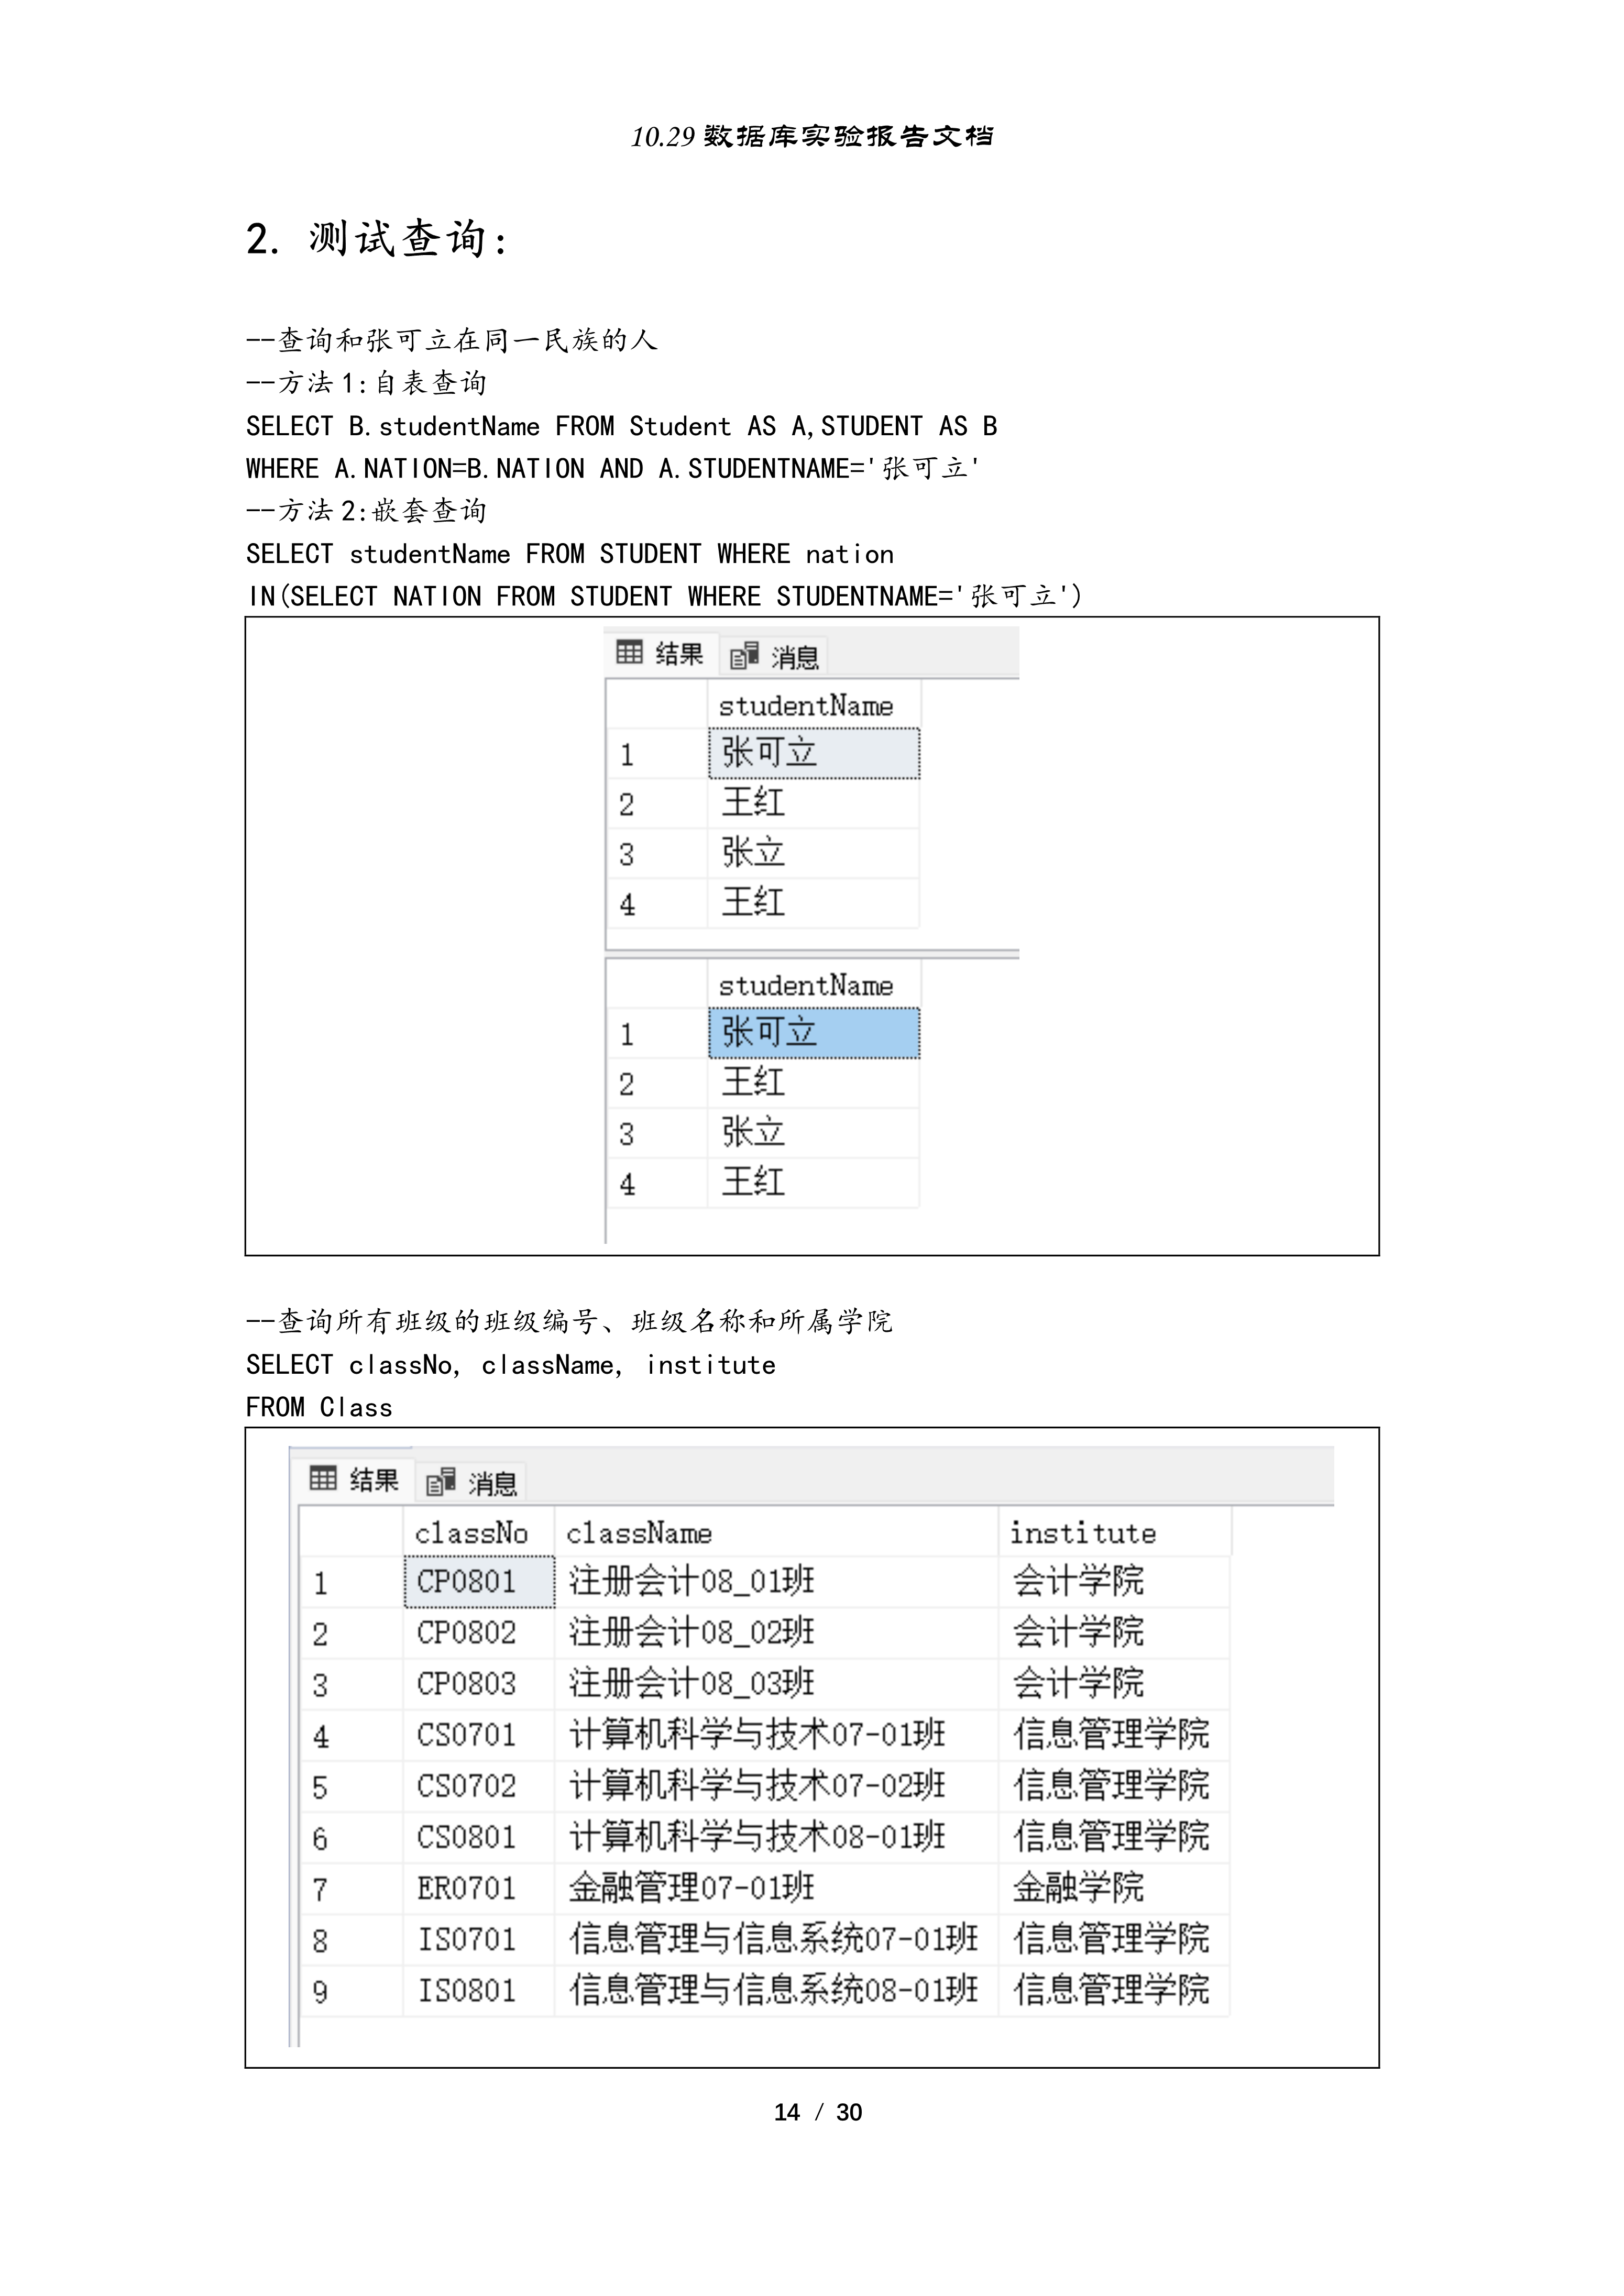 10.29 数据库实验报告文档
2. 测试查询:
--查询和张可立在同一民族的人
--方法 1:自表查询
SELECT B.studentName FROM Student AS A,STUDENT AS B
WHERE A.NATION=B.NATION AND A.STUDENTNAME='张可立'
--方法 2:嵌套查询
SELECT studentName FROM STUDENT WHERE nation
IN(SELECT NATION FROM STUDENT WHERE STUDENTNAME='张可立')
结果 消息
studentName
1 张可立
2 王红
3 张立
4 王红
studentName
1 张可立
2 王红
3 张立
4 王红
--查询所有班级的班级编号、班级名称和所属学院
SELECT classNo, className, institute
FROM Class
结果 消息
classNo className institute
1 CP0801 注册会计08_01班 会计学院
2 CP0802 注册会计08_02班 会计学院
3 CP0803 注册会计08_03班 会计学院
4 CS0701 计算机科学与技术07-01班 信息管理学院
5 CS0702 计算机科学与技术07-02班 信息管理学院
6 CS0801 计算机科学与技术08-01班 信息管理学院
7 ER0701 金融管理07-01班 金融学院
8 IS0701 信息管理与信息系统07-01班 信息管理学院
9 IS0801 信息管理与信息系统08-01班 信息管理学院
14 / 30